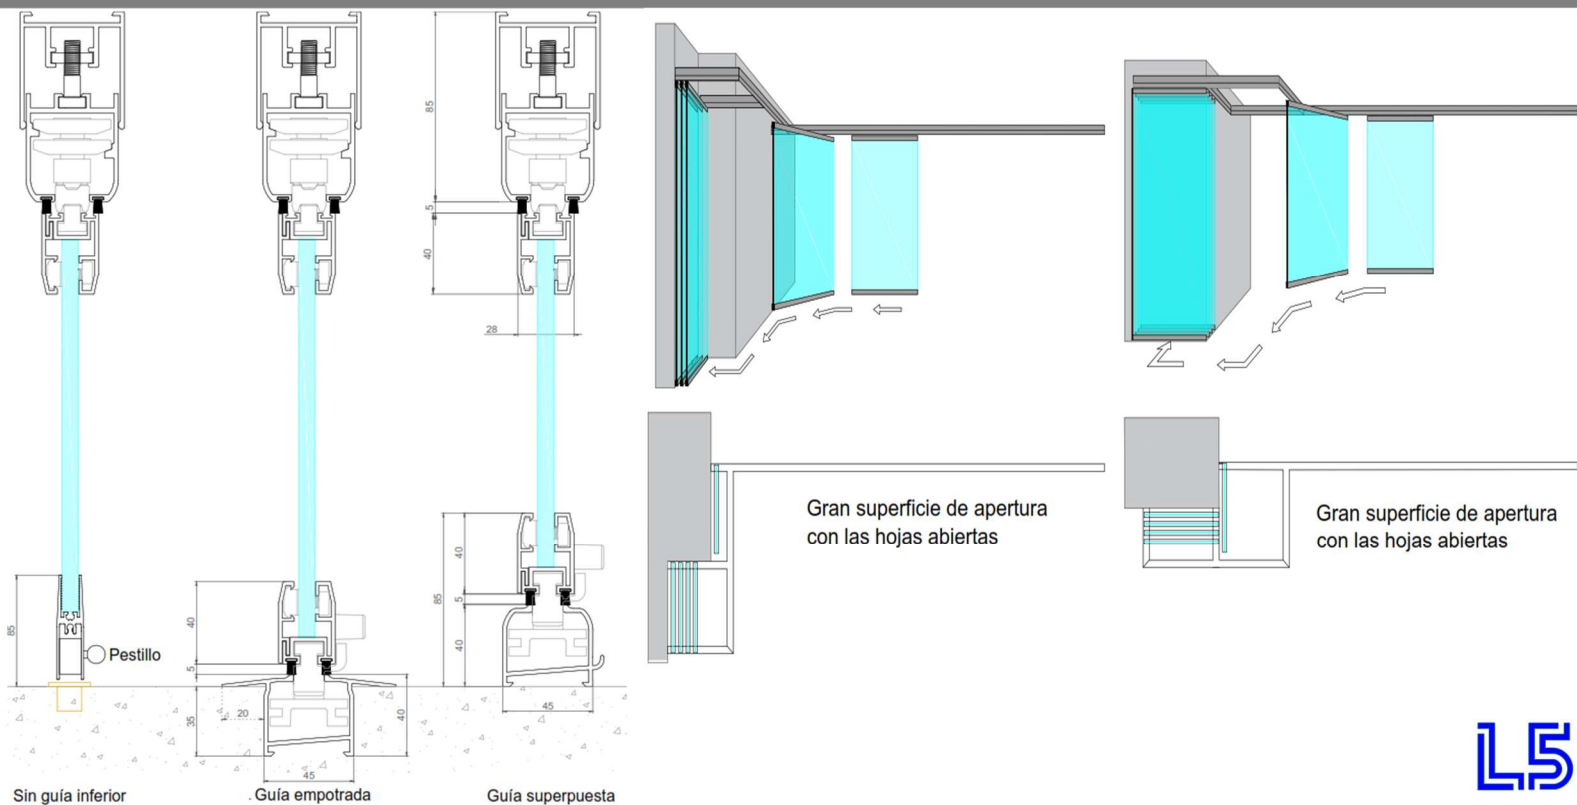 85
5
40
28
85
Pestillo
40
5
35
20
40
45
40
5
85
40
45
Sin guía inferior
. Guía empotrada
Guía superpuesta
Gran superficie de apertura
con las hojas abiertas
Gran superficie de apertura
con las hojas abiertas
L5